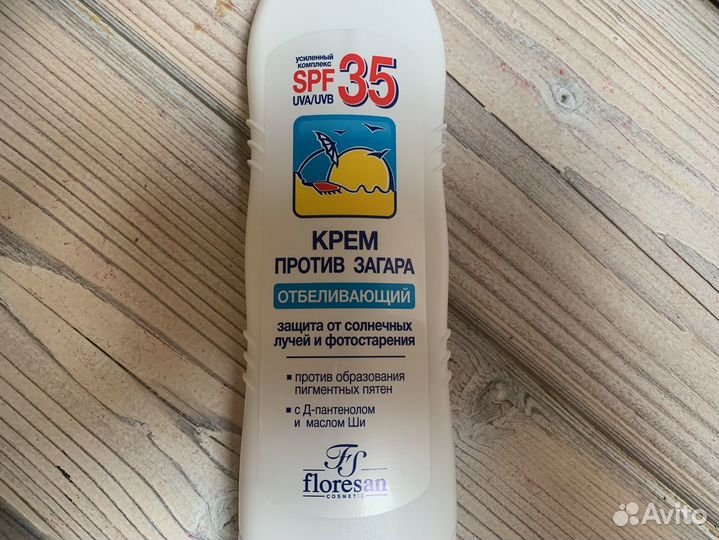 усиленный
комплекс
SPF 35
UVA/UVB
КРЕМ
ПРОТИВ ЗАГАРА
ОТБЕЛИВАЮЩИЙ
защита от солнечных
лучей и фотостарения
▪ против образования
пигментных пятен
▪ с Д-пантенолом
и маслом Ши
FS
floresan
COSMETIC
Avito